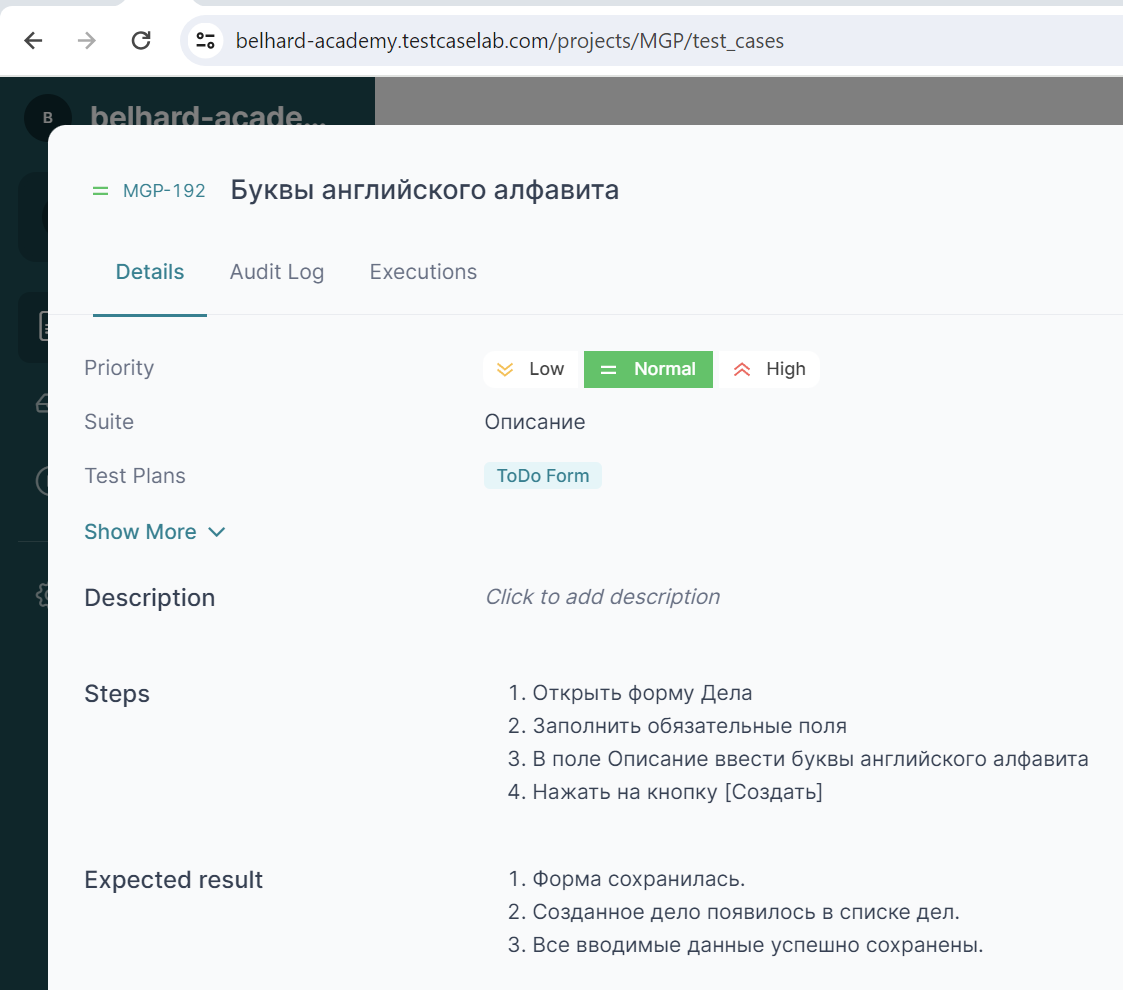 belhard-academy.testcaselab.com/projects/MGP/test_cases
B belhard-acade...
MGP-192 Буквы английского алфавита
Details Audit Log Executions
Priority Low Normal High
Suite Описание
Test Plans ToDo Form
Show More
Description Click to add description
Steps
1. Открыть форму Дела
2. Заполнить обязательные поля
3. В поле Описание ввести буквы английского алфавита
4. Нажать на кнопку [Создать]
Expected result
1. Форма сохранилась.
2. Созданное дело появилось в списке дел.
3. Все вводимые данные успешно сохранены.